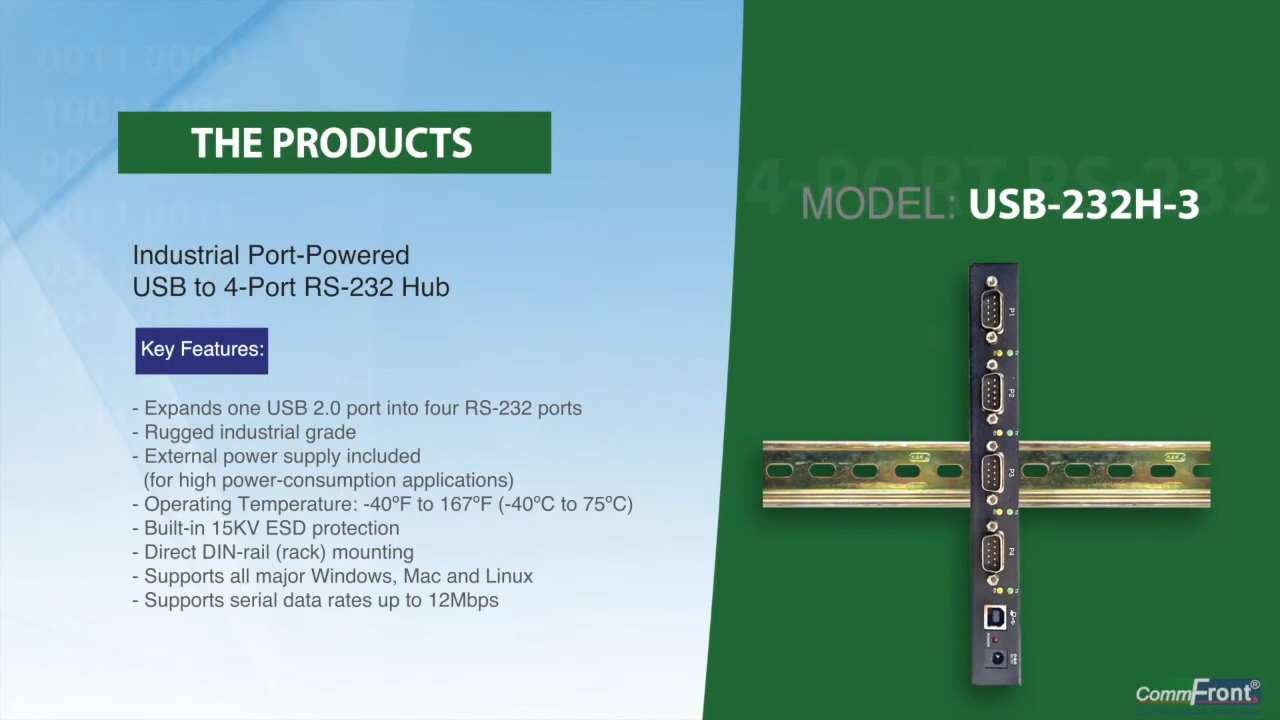 THE PRODUCTS
Industrial Port-Powered
USB to 4-Port RS-232 Hub
Key Features:
- Expands one USB 2.0 port into four RS-232 ports
- Rugged industrial grade
- External power supply included
(for high power-consumption applications)
- Operating Temperature: -40ºF to 167ºF (-40ºC to 75ºC)
- Built-in 15KV ESD protection
- Direct DIN-rail (rack) mounting
- Supports all major Windows, Mac and Linux
- Supports serial data rates up to 12Mbps
4-PORT RS-232
MODEL: USB-232H-3
P1
P2
P3
P4
CommFront®